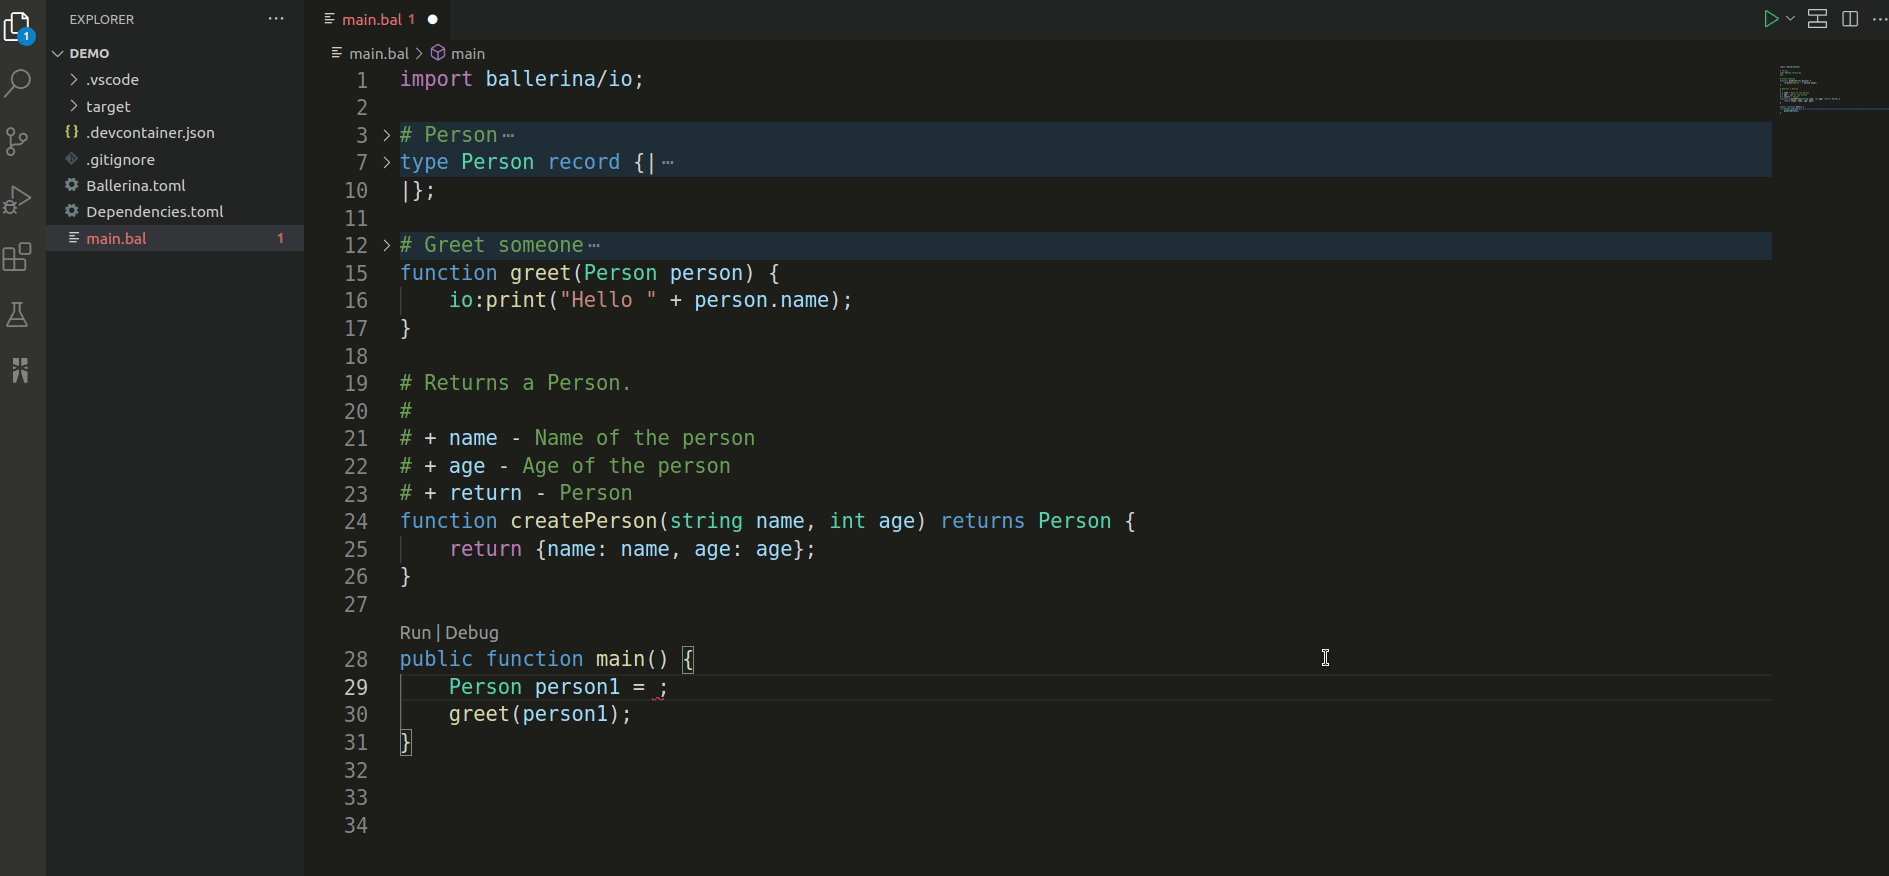 EXPLORER ···
DEMO
.vscode
target
{} .devcontainer.json
.gitignore
Ballerina.toml
Dependencies.toml
main.bal 1
1
main.bal 1 ●
main.bal > main
1 import ballerina/io;
2
3 # Person ···
7 type Person record {| ···
10 |};
11
12 # Greet someone ···
15 function greet(Person person) {
16     io:print("Hello " + person.name);
17 }
18
19 # Returns a Person.
20 #
21 # + name - Name of the person
22 # + age - Age of the person
23 # + return - Person
24 function createPerson(string name, int age) returns Person {
25     return {name: name, age: age};
26 }
27
Run | Debug
28 public function main() {
29     Person person1 = ;
30     greet(person1);
31 }
32
33
34